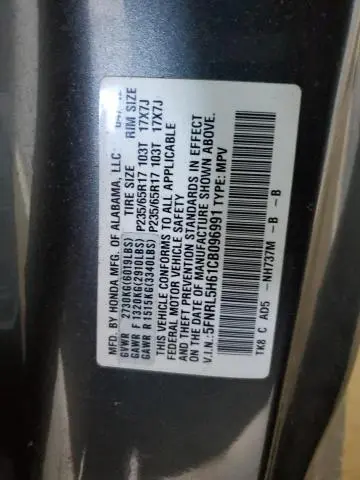 MFD. BY HONDA MFG. OF ALABAMA, LLC
TIRE SIZE RIM SIZE
GVWR 2730KG(6019LBS)
GAWR F 1320KG(2910LBS) P235/65R17 103T 17X7J
GAWR R 1515KG(3340LBS) P235/65R17 103T 17X7J
THIS VEHICLE CONFORMS TO ALL APPLICABLE
FEDERAL MOTOR VEHICLE SAFETY
AND THEFT PREVENTION STANDARDS IN EFFECT
ON THE DATE OF MANUFACTURE SHOWN ABOVE.
V.I.N.: 5FNRL5H61CB096991 TYPE: MPV
TK8 C AD5 - NH737M - B - B